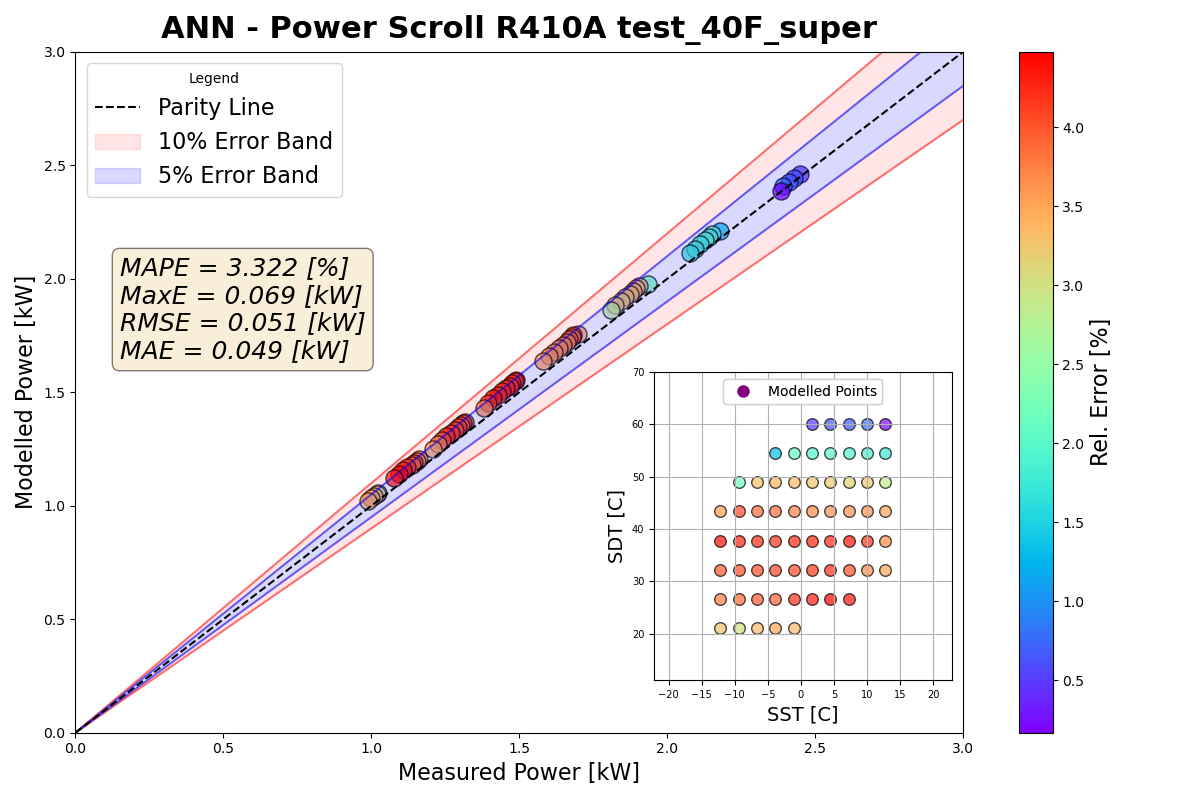 ANN - Power Scroll R410A test_40F_super
Modelled Power [kW]
3.0
2.5
2.0
1.5
1.0
0.5
0.0
Legend
Parity Line
10% Error Band
5% Error Band
MAPE = 3.322 [%]
MaxE = 0.069 [kW]
RMSE = 0.051 [kW]
MAE = 0.049 [kW]
SDT [C]
70
60
50
40
30
20
Modelled Points
−20 −15 −10 −5 0 5 10 15 20
SST [C]
0.0 0.5 1.0 1.5 2.0 2.5 3.0
Measured Power [kW]
4.0
3.5
3.0
2.5
2.0
1.5
1.0
0.5
Rel. Error [%]